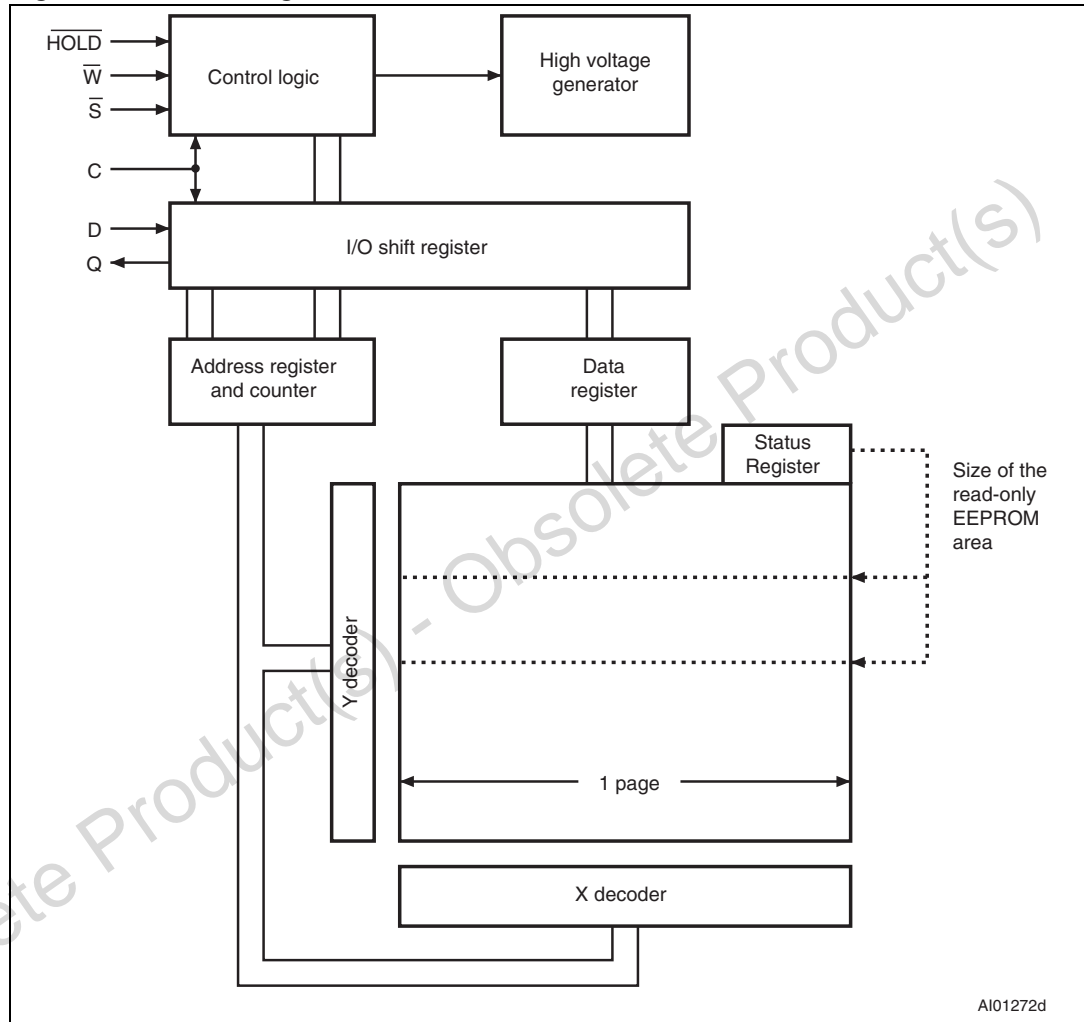 HOLD
W
S
C
D
Q
Control logic
High voltage
generator
I/O shift register
Address register
and counter
Data
register
Status
Register
Size of the
read-only
EEPROM
area
Y decoder
1 page
X decoder
AI01272d
ete Product(s) - Obsolete Product(s)